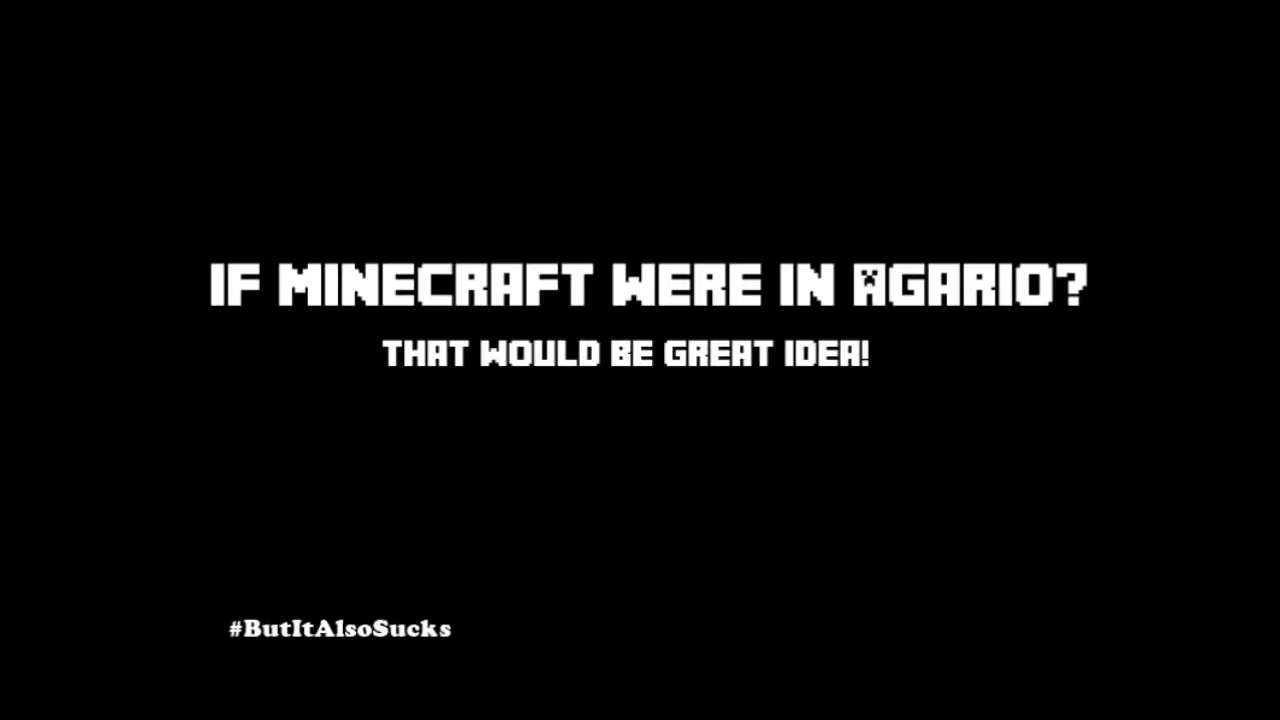 IF MINECRAFT WERE IN AGARIO?
THAT WOULD BE GREAT IDEA!
#ButItAlsoSucks